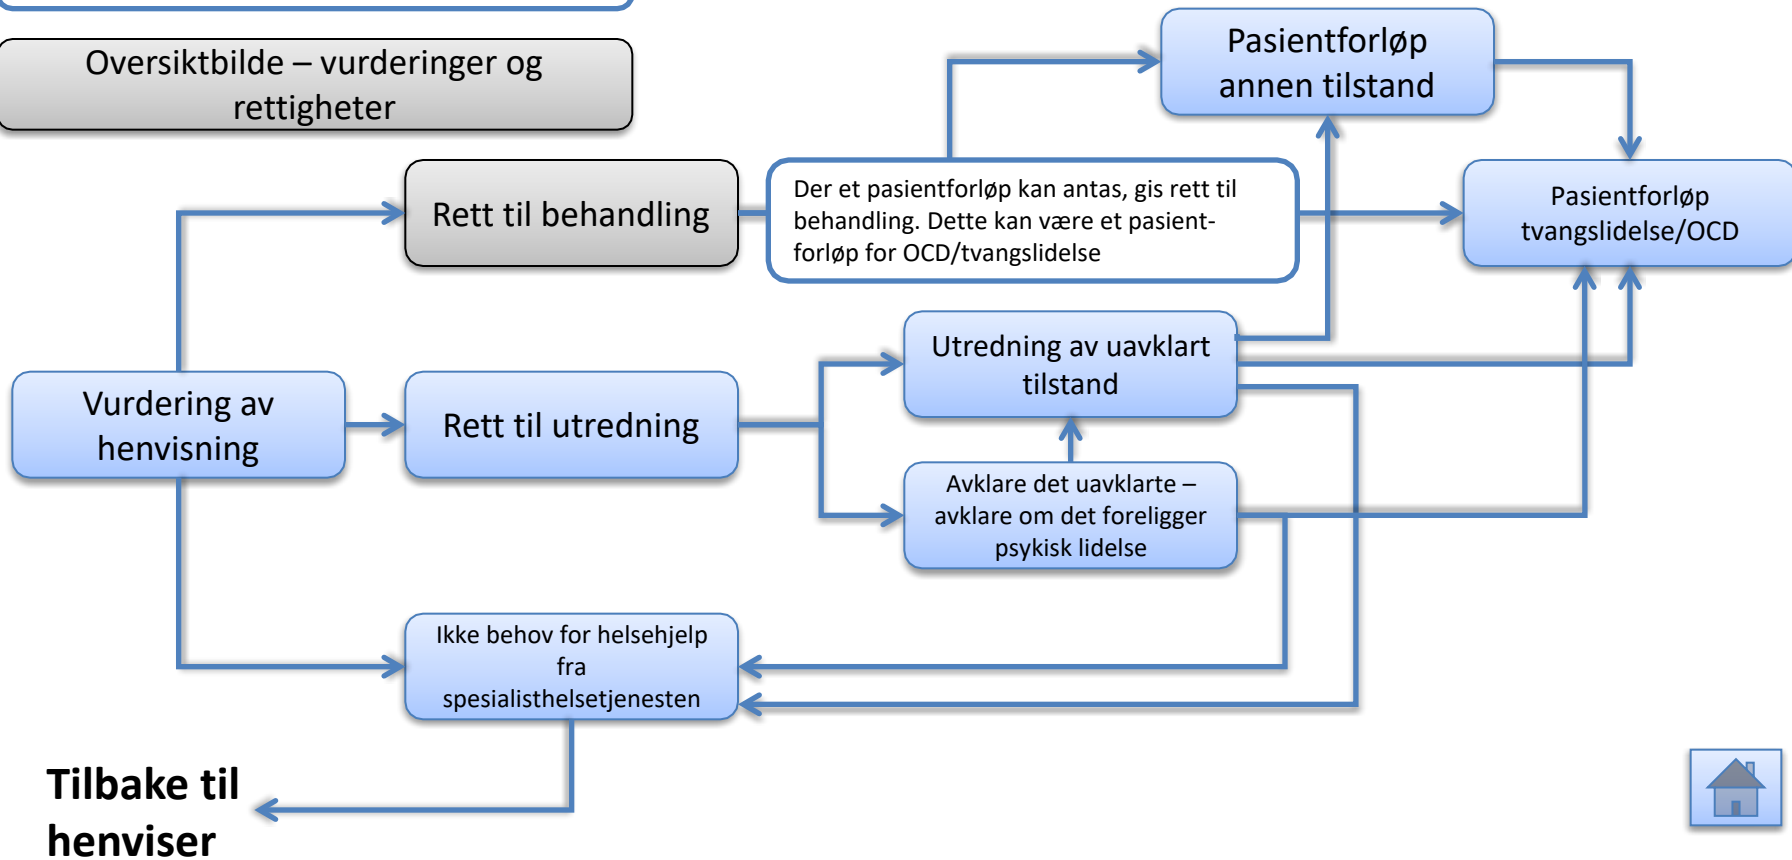 Oversiktbilde – vurderinger og
rettigheter
Pasientforløp
annen tilstand
Rett til behandling
Der et pasientforløp kan antas, gis rett til
behandling. Dette kan være et pasient-
forløp for OCD/tvangslidelse
Pasientforløp
tvangslidelse/OCD
Utredning av uavklart
tilstand
Vurdering av
henvisning
Rett til utredning
Avklare det uavklarte –
avklare om det foreligger
psykisk lidelse
Ikke behov for helsehjelp
fra
spesialisthelsetjenesten
Tilbake til
henviser